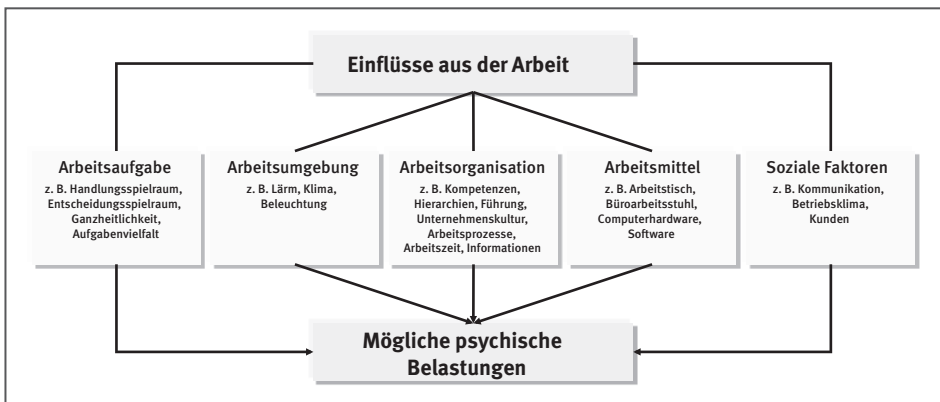 Einflüsse aus der Arbeit
Arbeitsaufgabe
z. B. Handlungsspielraum,
Entscheidungsspielraum,
Ganzheitlichkeit,
Aufgabenvielfalt
Arbeitsumgebung
z. B. Lärm, Klima,
Beleuchtung
Arbeitsorganisation
z. B. Kompetenzen,
Hierarchien, Führung,
Unternehmenskultur,
Arbeitsprozesse,
Arbeitszeit, Informationen
Arbeitsmittel
z. B. Arbeitstisch,
Büroarbeitsstuhl,
Computerhardware,
Software
Soziale Faktoren
z. B. Kommunikation,
Betriebsklima,
Kunden
Mögliche psychische
Belastungen